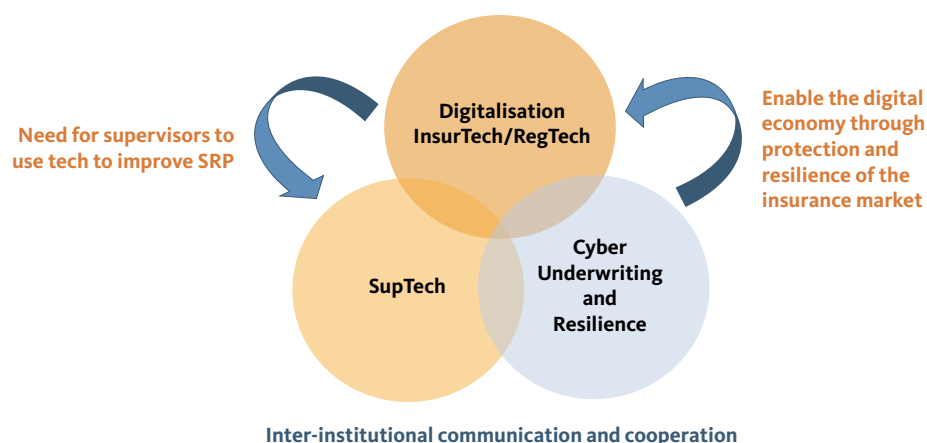 Digitalisation
InsurTech/RegTech
Need for supervisors to
use tech to improve SRP
Enable the digital
economy through
protection and
resilience of the
insurance market
SupTech
Cyber
Underwriting
and
Resilience
Inter-institutional communication and cooperation